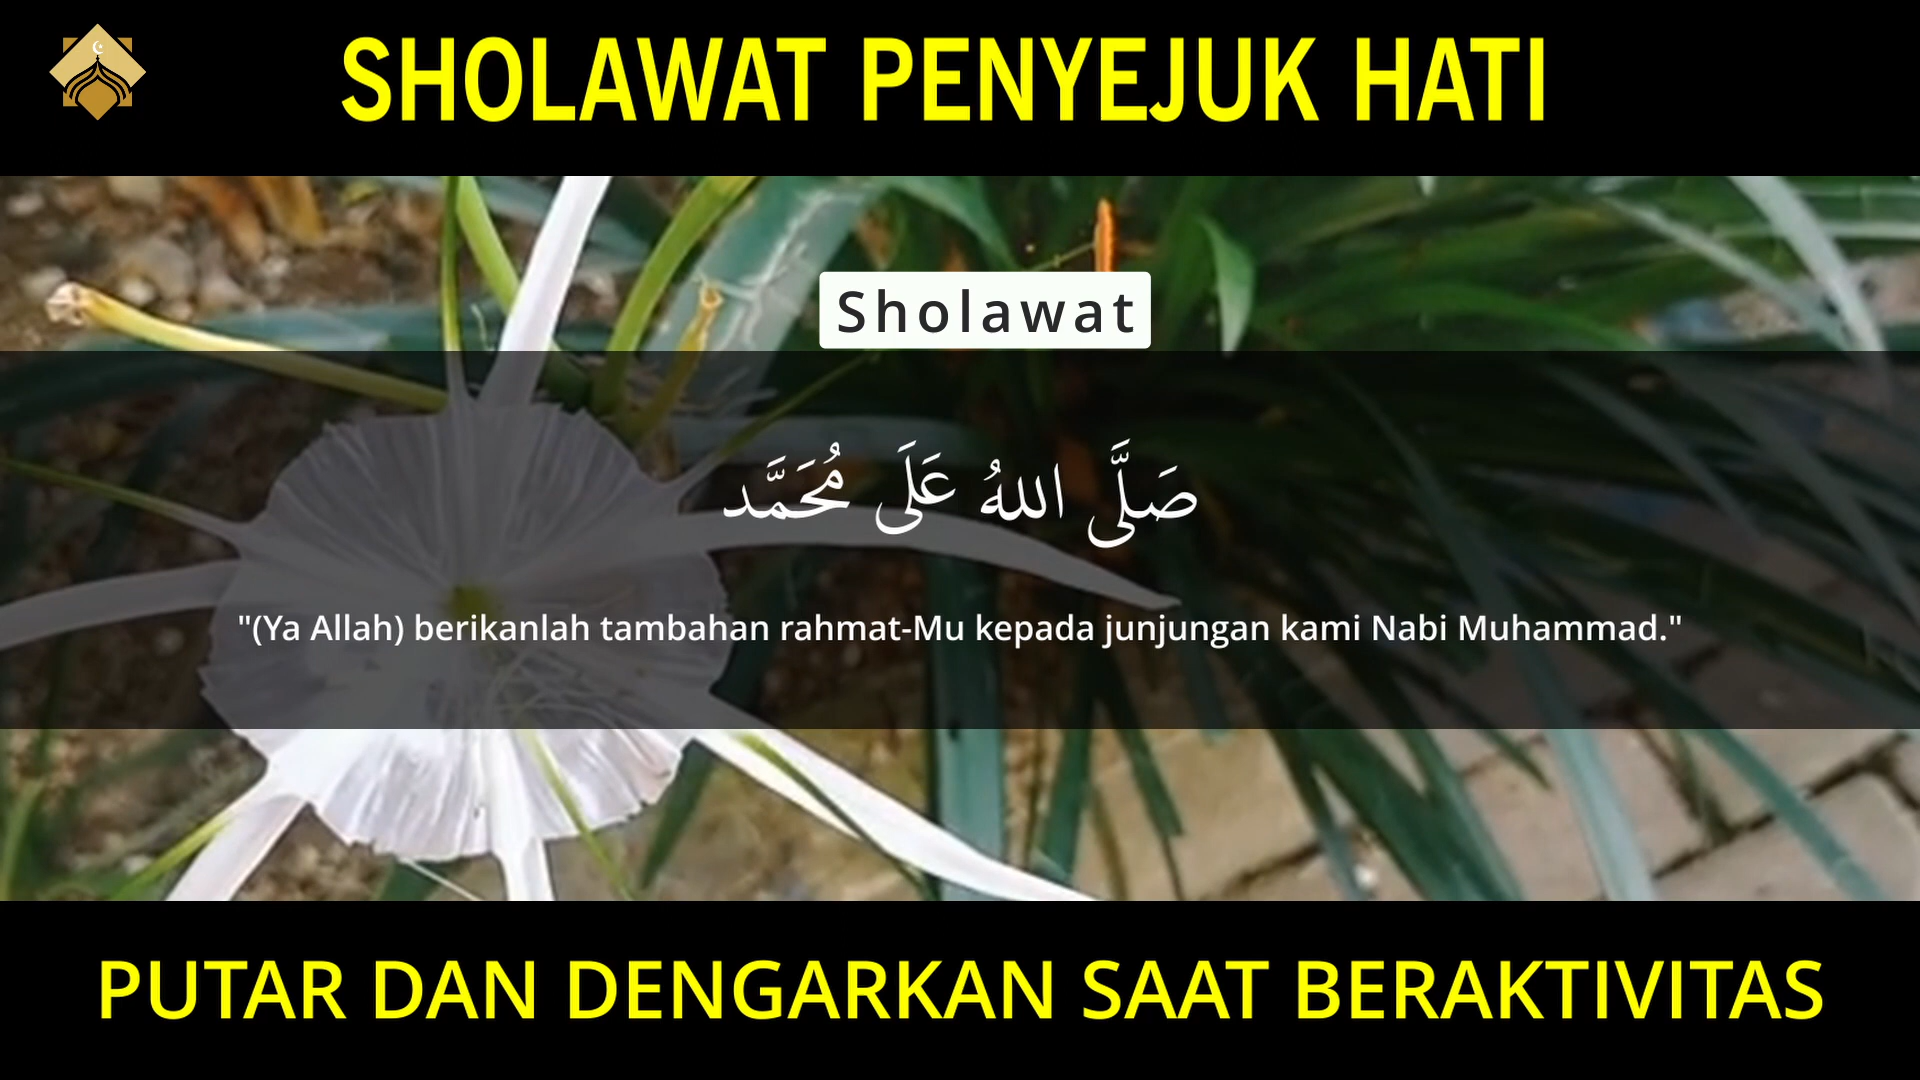 SHOLAWAT PENYEJUK HATI
Sholawat
صَلَّى اللهُ عَلَى مُحَمَّد
"(Ya Allah) berikanlah tambahan rahmat-Mu kepada junjungan kami Nabi Muhammad."
PUTAR DAN DENGARKAN SAAT BERAKTIVITAS